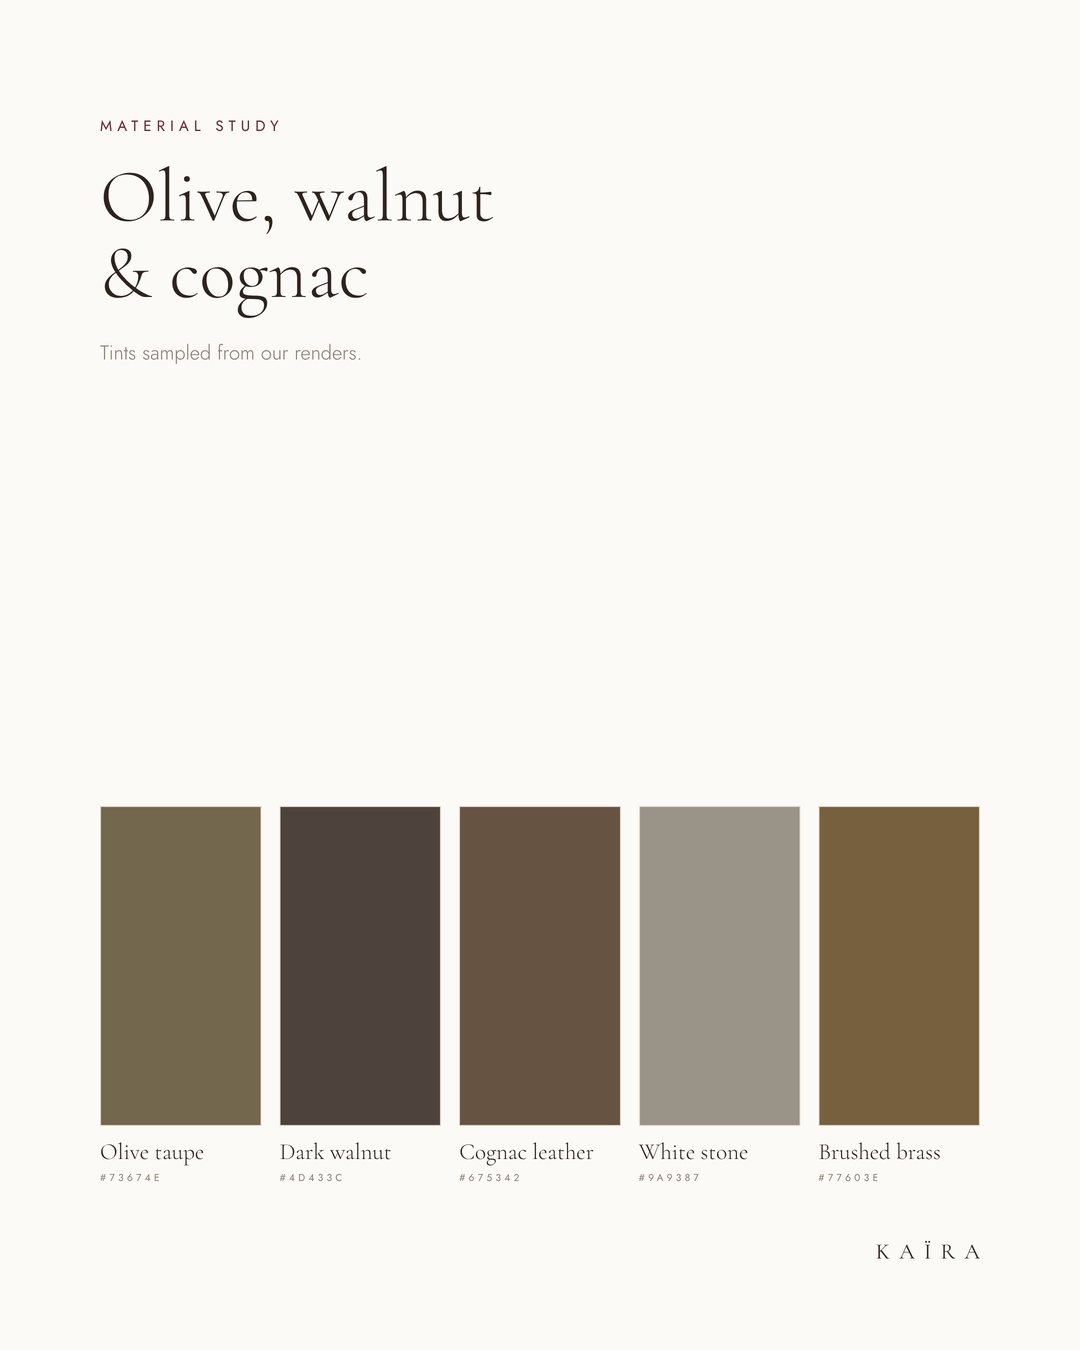 MATERIAL STUDY
Olive, walnut
& cognac
Tints sampled from our renders.
Olive taupe
#73674E
Dark walnut
#4D433C
Cognac leather
#675342
White stone
#9A9387
Brushed brass
#77603E
KAÏRA